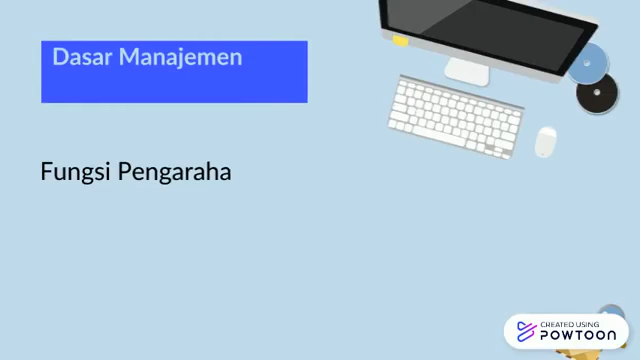 Dasar Manajemen
Fungsi Pengaraha
CREATED USING
POWTOON